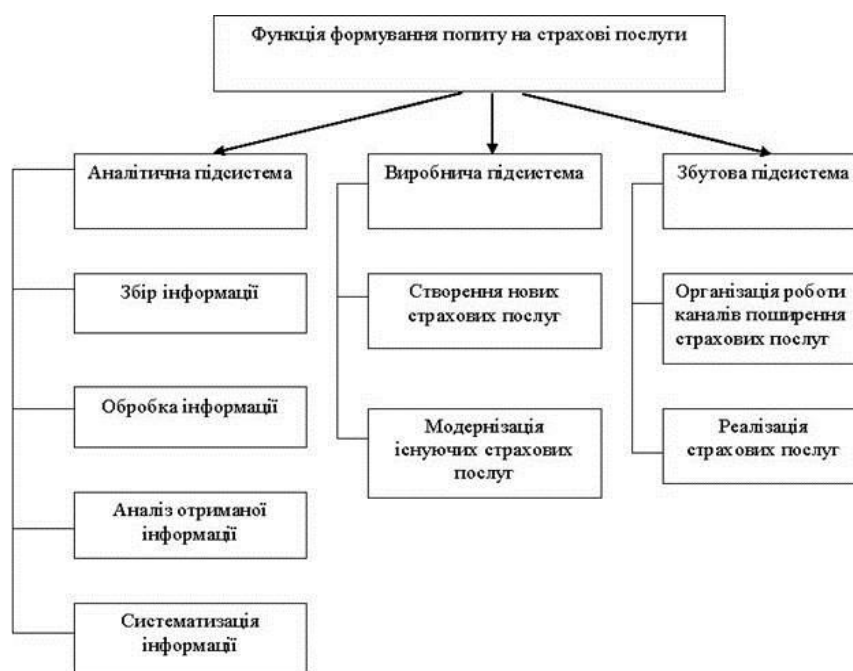 Функція формування попиту на страхові послуги
Аналітична підсистема
Збір інформації
Обробка інформації
Аналіз отриманої
інформації
Систематизація
інформації
Виробнича підсистема
Створення нових
страхових послуг
Модернізація
існуючих страхових
послуг
Збутова підсистема
Організація роботи
каналів поширення
страхових послуг
Реалізація
страхових послуг